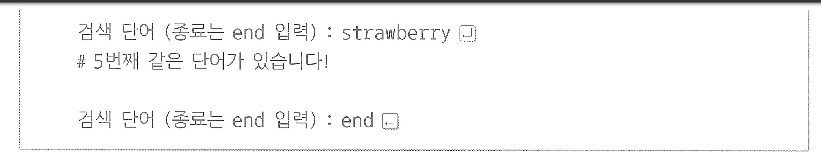 검색 단어 (종료는 end 입력) : strawberry ↵
# 5번째 같은 단어가 있습니다!
검색 단어 (종료는 end 입력) : end ↵